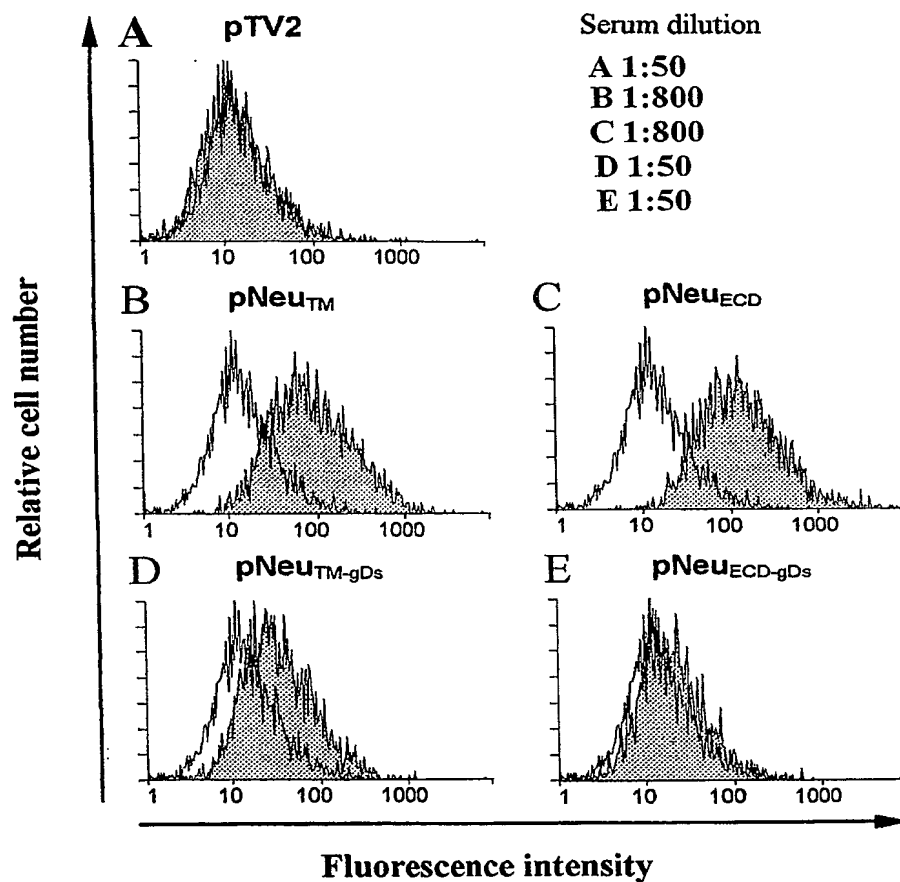 A
pTV2
Serum dilution
A 1:50
B 1:800
C 1:800
D 1:50
E 1:50
1 10 100 1000
B
pNeuTM
1 10 100 1000
C
pNeuECD
1 10 100 1000
D
pNeuTM-gDs
1 10 100 1000
E
pNeuECD-gDs
1 10 100 1000
Relative cell number
Fluorescence intensity